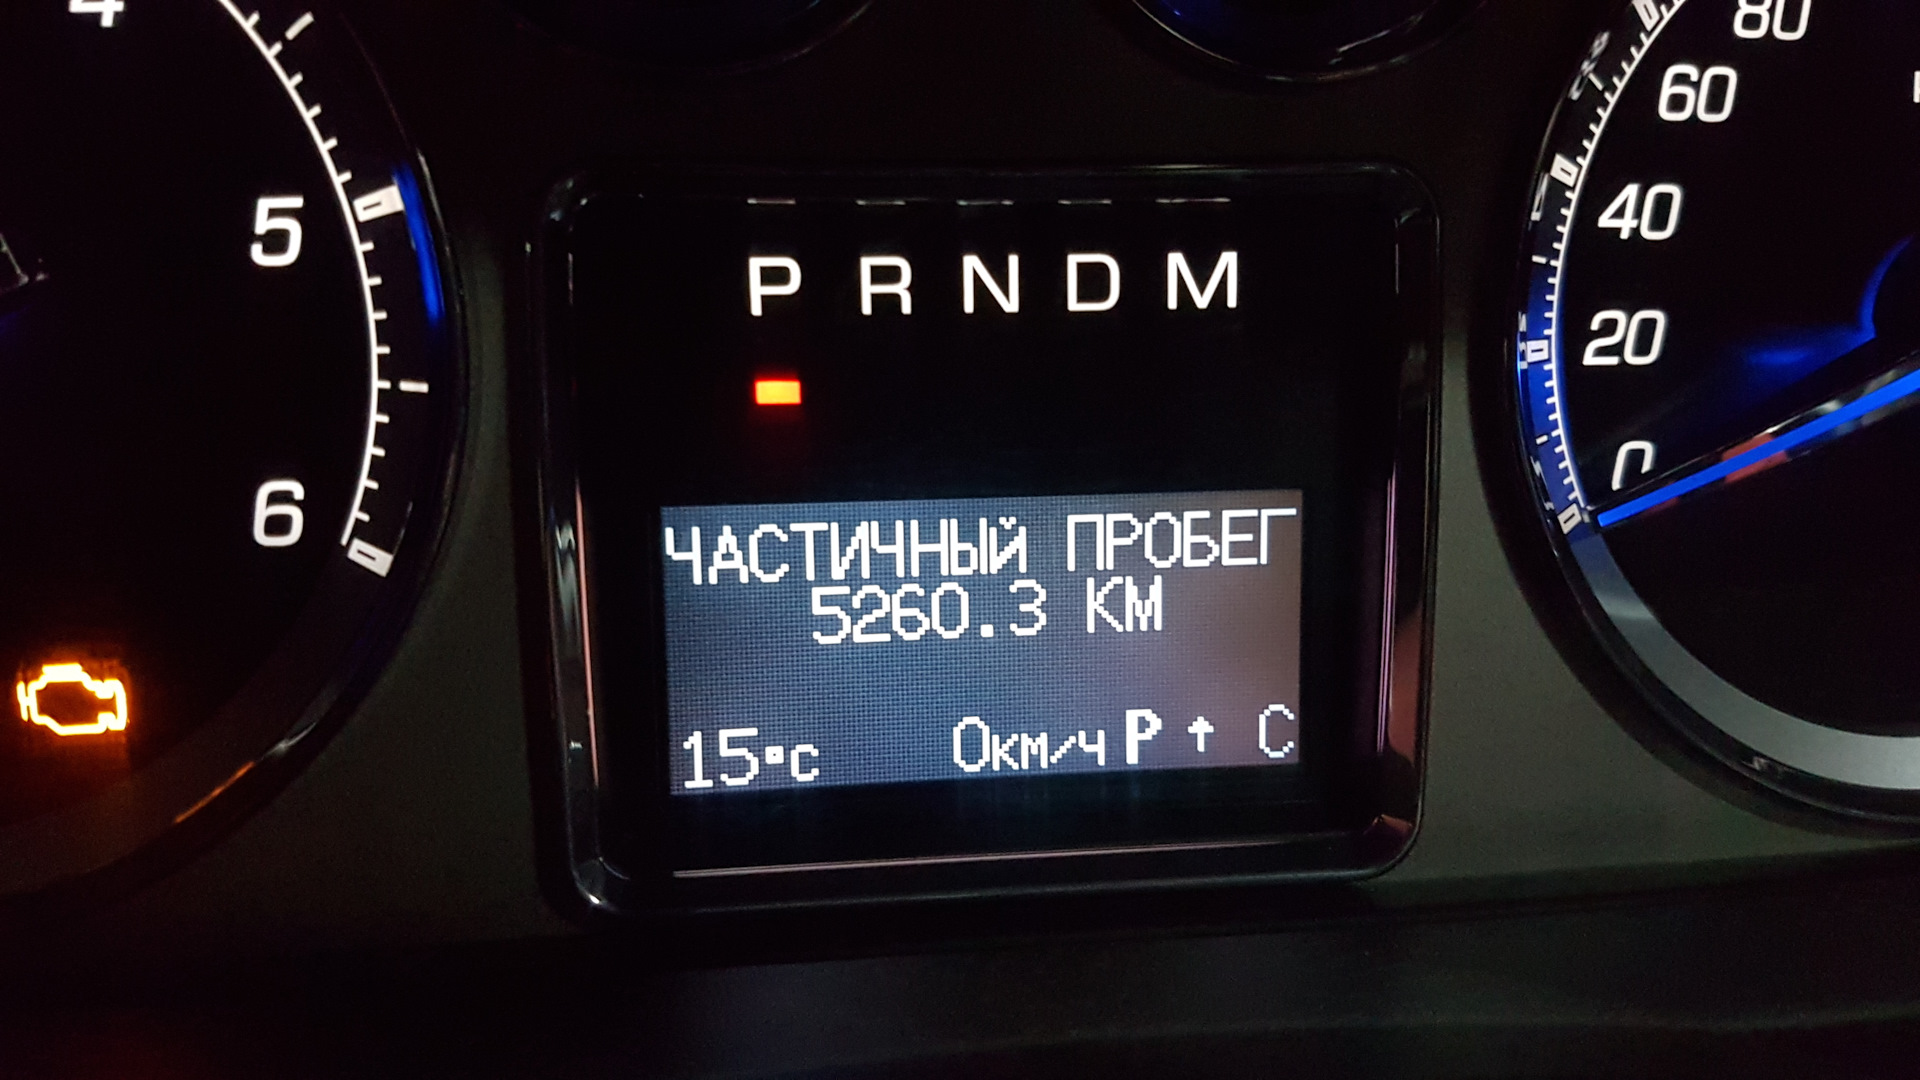 4
5
6
P R N D M
ЧАСТИЧНЫЙ ПРОБЕГ
5260.3 КМ
15°C
0км/ч P ↑ С
80
60
40
20
0